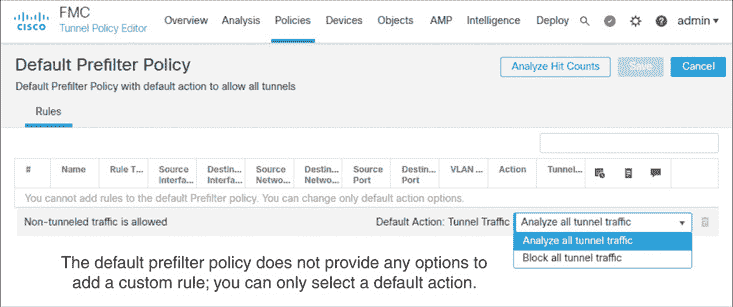 CISCO
FMC
Tunnel Policy Editor
Overview Analysis Policies Devices Objects AMP Intelligence Deploy admin
Default Prefilter Policy
Analyze Hit Counts Save Cancel
Default Prefilter Policy with default action to allow all tunnels
Rules
# Name Rule T... Source Interfa... Destin... Interfa... Source Netwo... Destin... Netwo... Source Port Destin... Port VLAN ... Action Tunnel...
You cannot add rules to the default Prefilter policy. You can change only default action options.
Non-tunneled traffic is allowed Default Action: Tunnel Traffic Analyze all tunnel traffic
Analyze all tunnel traffic
Block all tunnel traffic
The default prefilter policy does not provide any options to
add a custom rule; you can only select a default action.